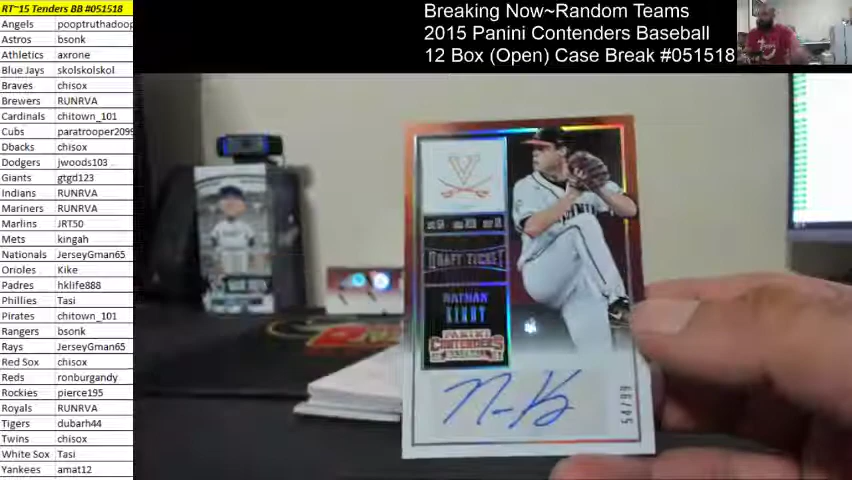 RT~15 Tenders BB #051518
Angels pooptruthadoop
Astros bsonk
Athletics axrone
Blue Jays skolskolskol
Braves chisox
Brewers RUNRVA
Cardinals chitown_101
Cubs paratrooper2099
Dbacks chisox
Dodgers jwoods103
Giants gtgd123
Indians RUNRVA
Mariners RUNRVA
Marlins JRT50
Mets kingah
Nationals JerseyGman65
Orioles Kike
Padres hklife888
Phillies Tasi
Pirates chitown_101
Rangers bsonk
Rays JerseyGman65
Red Sox chisox
Reds ronburgandy
Rockies pierce195
Royals RUNRVA
Tigers dubarh44
Twins chisox
White Sox Tasi
Yankees amat12
Breaking Now~Random Teams
2015 Panini Contenders Baseball
12 Box (Open) Case Break #051518
V
DRAFT TICKET
NATHAN
KIRBY
PANINI
CONTENDERS
BASEBALL
54/99